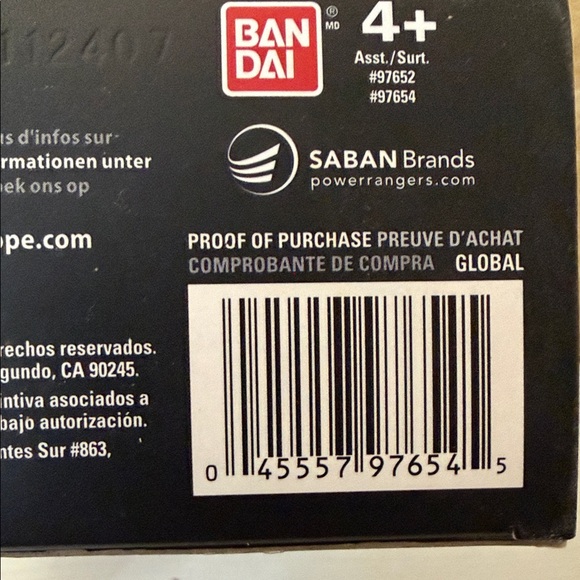 112407
BAN
DAI
®
MD
4+
Asst./Surt.
#97652
#97654
us d'infos sur
rmationen unter
ek ons op
SABAN Brands
powerrangers.com
ope.com
PROOF OF PURCHASE PREUVE D'ACHAT
COMPROBANTE DE COMPRA GLOBAL
rechos reservados.
gundo, CA 90245.
intiva asociados a
bajo autorización.
ntes Sur #863,
0 45557 97654 5